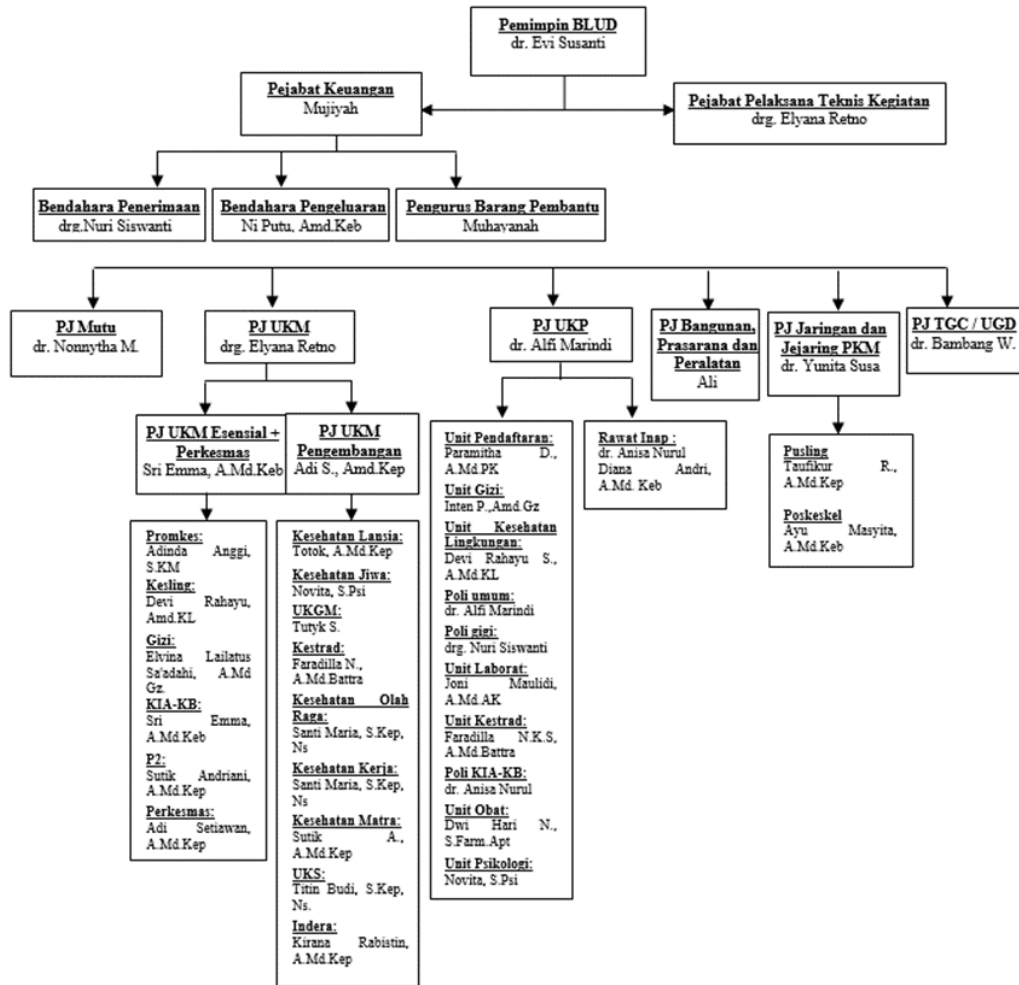 Pemimpin BLUD
dr. Evi Susanti
Pejabat Keuangan
Mujiyah
Pejabat Pelaksana Teknis Kegiatan
drg. Elyana Retno
Bendahara Penerimaan
drg.Nuri Siswanti
Bendahara Pengeluaran
Ni Putu, Amd.Keb
Pengurus Barang Pembantu
Muhayanah
PJ Mutu
dr. Nonnytha M.
PJ UKM
drg. Elyana Retno
PJ UKP
dr. Alfi Marindi
PJ Bangunan,
Prasarana dan
Peralatan
Ali
PJ Jaringan dan
Jejaring PKM
dr. Yunita Susa
PJ TGC / UGD
dr. Bambang W.
PJ UKM Esensial +
Perkesmas
Sri Emma, A.Md.Keb
PJ UKM
Pengembangan
Adi S., Amd.Kep
Promkes:
Adinda Anggi,
S.KM
Kesling:
Devi Rahayu,
Amd.KL
Gizi:
Elvina Lailatus
Sa'adahi, A.Md
Gz.
KIA-KB:
Sri Emma,
A.Md.Keb
P2:
Sutik Andriani,
A.Md.Kep
Perkesmas:
Adi Setiawan,
A.Md.Kep
Kesehatan Lansia:
Totok, A.Md.Kep
Kesehatan Jiwa:
Novita, S.Psi
UKGM:
Tutyk S.
Kestrad:
Faradilla N.,
A.Md.Battra
Kesehatan Olah
Raga:
Santi Maria, S.Kep,
Ns
Kesehatan Kerja:
Santi Maria, S.Kep,
Ns
Kesehatan Matra:
Sutik A.,
A.Md.Kep
UKS:
Titin Budi, S.Kep,
Ns.
Indera:
Kirana Rabistin,
A.Md.Kep
Unit Pendaftaran:
Paramitha D.,
A.Md.PK
Unit Gizi:
Inten P.,Amd.Gz
Unit Kesehatan
Lingkungan:
Devi Rahayu S.,
A.Md.KL
Poli umum:
dr. Alfi Marindi
Poli gigi:
drg. Nuri Siswanti
Unit Laborat:
Joni Maulidi,
A.Md.AK
Unit Kestrad:
Faradilla N.K.S,
A.Md.Battra
Poli KIA-KB:
dr. Anisa Nurul
Unit Obat:
Dwi Hari N.,
S.Farm.Apt
Unit Psikologi:
Novita, S.Psi
Rawat Inap :
dr. Anisa Nurul
Diana Andri,
A.Md. Keb
Pusling
Taufikur R.,
A.Md.Kep
Poskeskel
Ayu Masyita,
A.Md.Keb